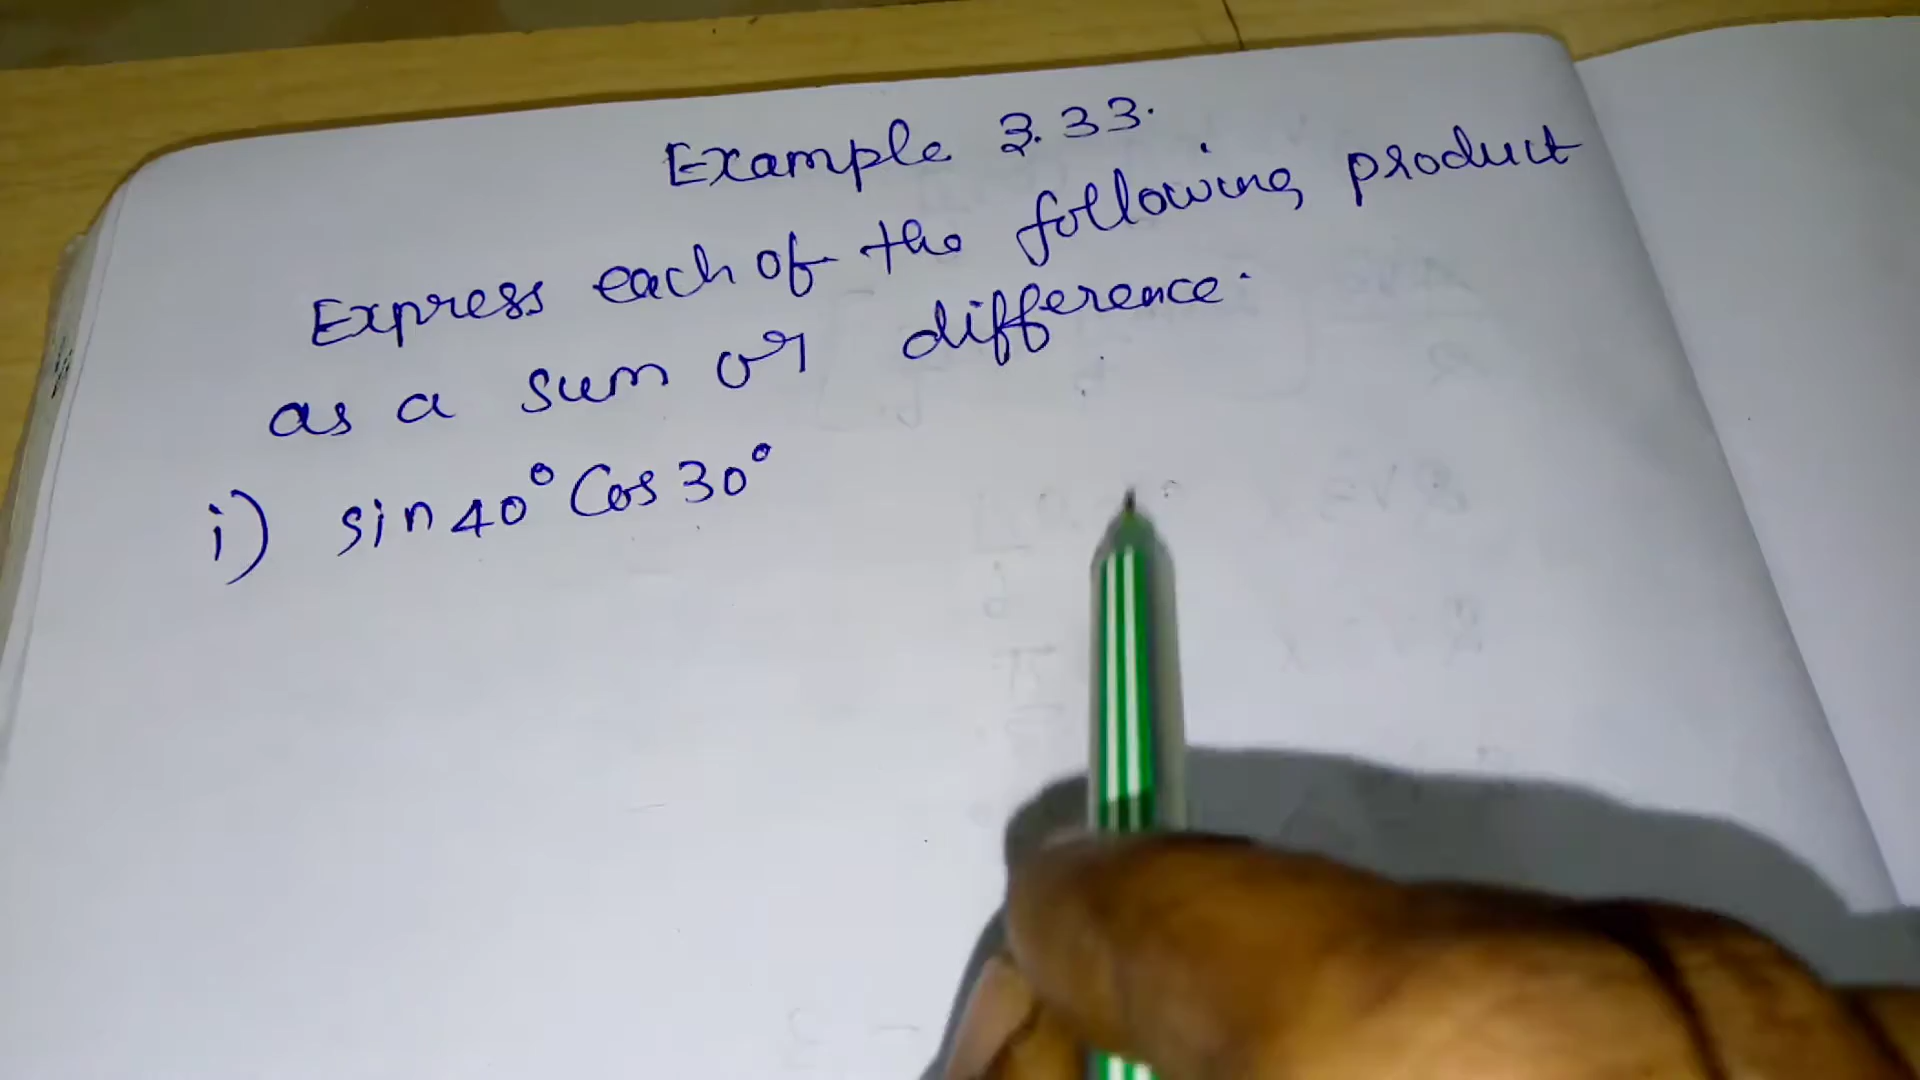 Example 3.33.
Express each of the following product
as a sum or difference.
i) sin 40° Cos 30°